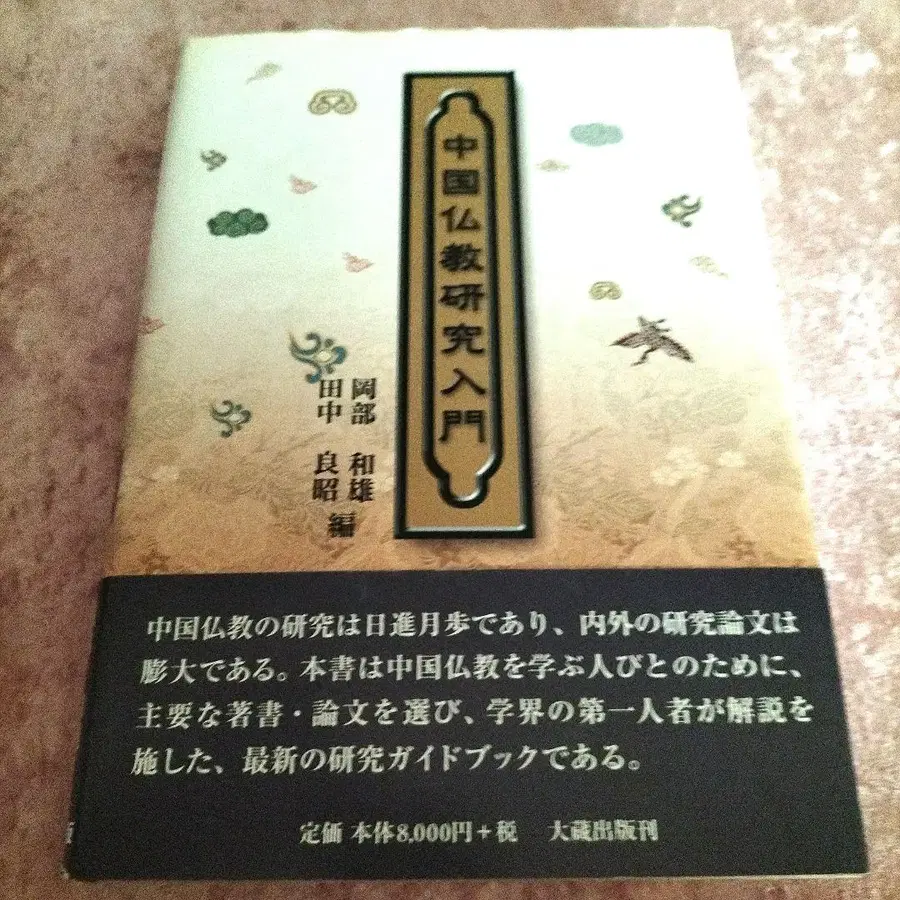 中国仏教研究入門
岡部 和雄
田中 良昭 編
中国仏教の研究は日進月歩であり、内外の研究論文は
膨大である。本書は中国仏教を学ぶ人びとのために、
主要な著書・論文を選び、学界の第一人者が解説を
施した、最新の研究ガイドブックである。
定価 本体8,000円+税 大蔵出版刊